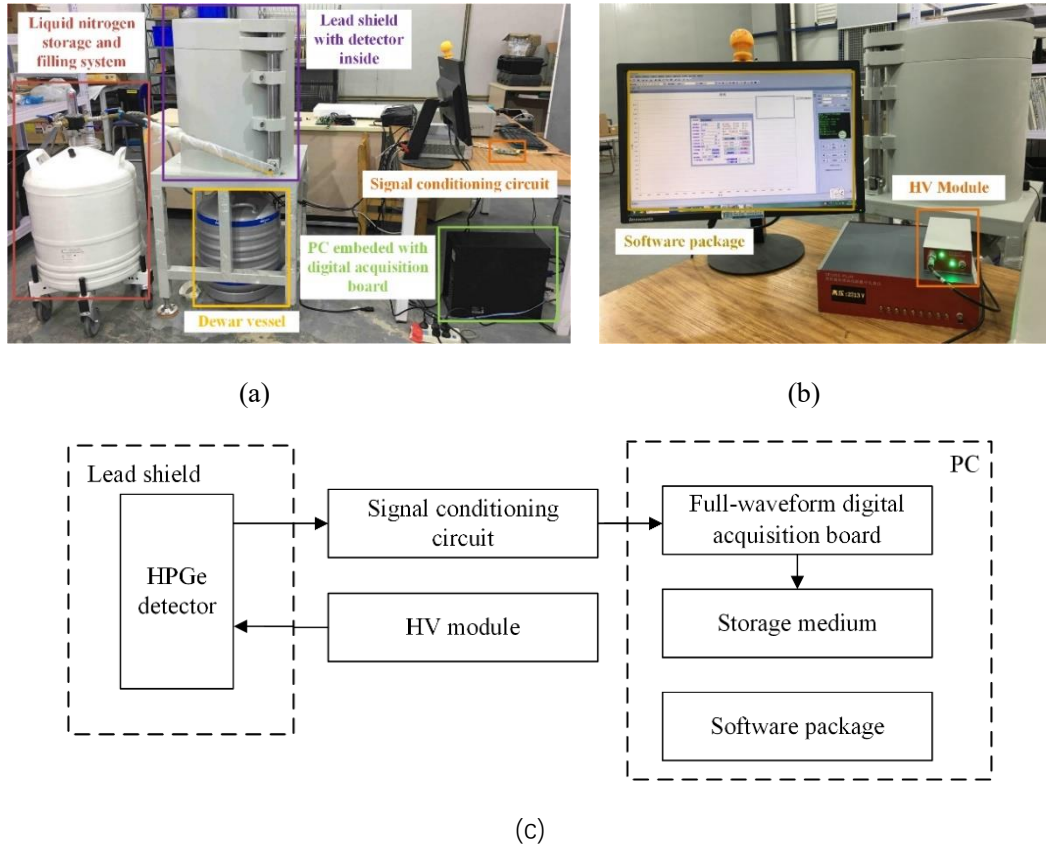 Liquid nitrogen
storage and
filling system
Lead shield
with detector
inside
Signal conditioning circuit
PC embeded with
digital acquisition
board
Dewar vessel
(a)
HV Module
Software package
(b)
Lead shield
HPGe
detector
Signal conditioning
circuit
HV module
PC
Full-waveform digital
acquisition board
Storage medium
Software package
(c)